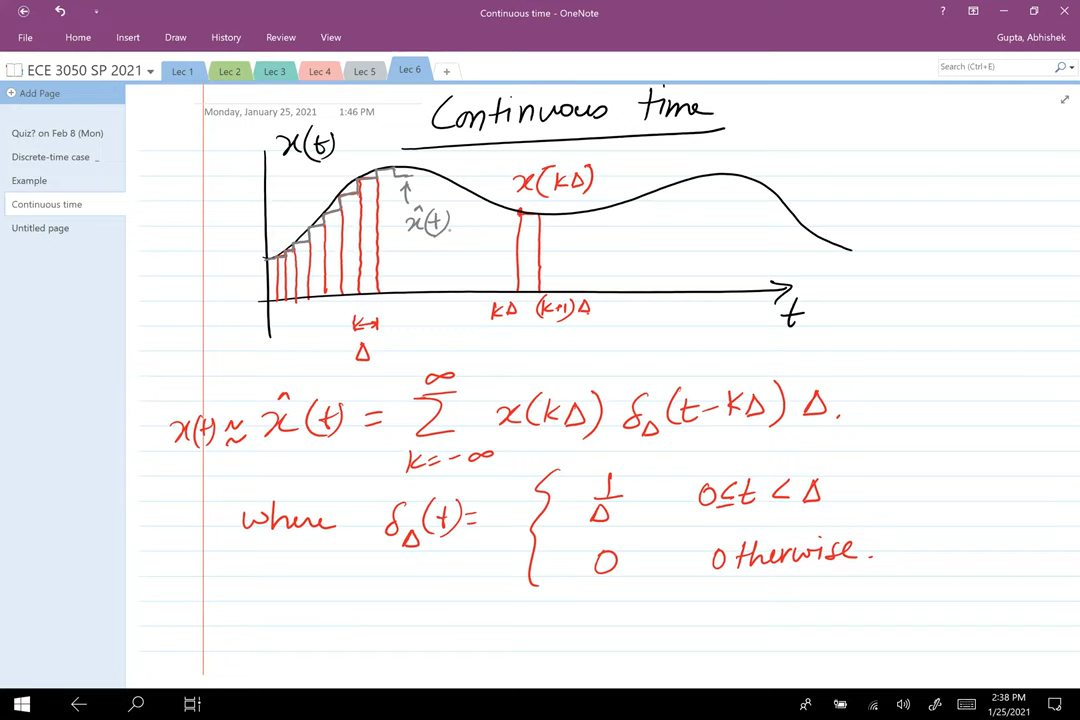 Continuous time - OneNote
File Home Insert Draw History Review View
Gupta, Abhishek
ECE 3050 SP 2021
Lec 1 Lec 2 Lec 3 Lec 4 Lec 5 Lec 6
Search (Ctrl+E)
Add Page
Quiz? on Feb 8 (Mon)
Discrete-time case _
Example
Continuous time
Untitled page
Monday, January 25, 2021 1:46 PM
Continuous time
x(t)
x(kΔ)
x̂(t).
kΔ (k+1)Δ
t
Δ
x(t) ≈ x̂(t) = ∑_{k=-∞}^{∞} x(kΔ) δ_Δ(t-kΔ) Δ.
where δ_Δ(t) = { 1/Δ 0≤t<Δ
0 otherwise.
2:38 PM
1/25/2021